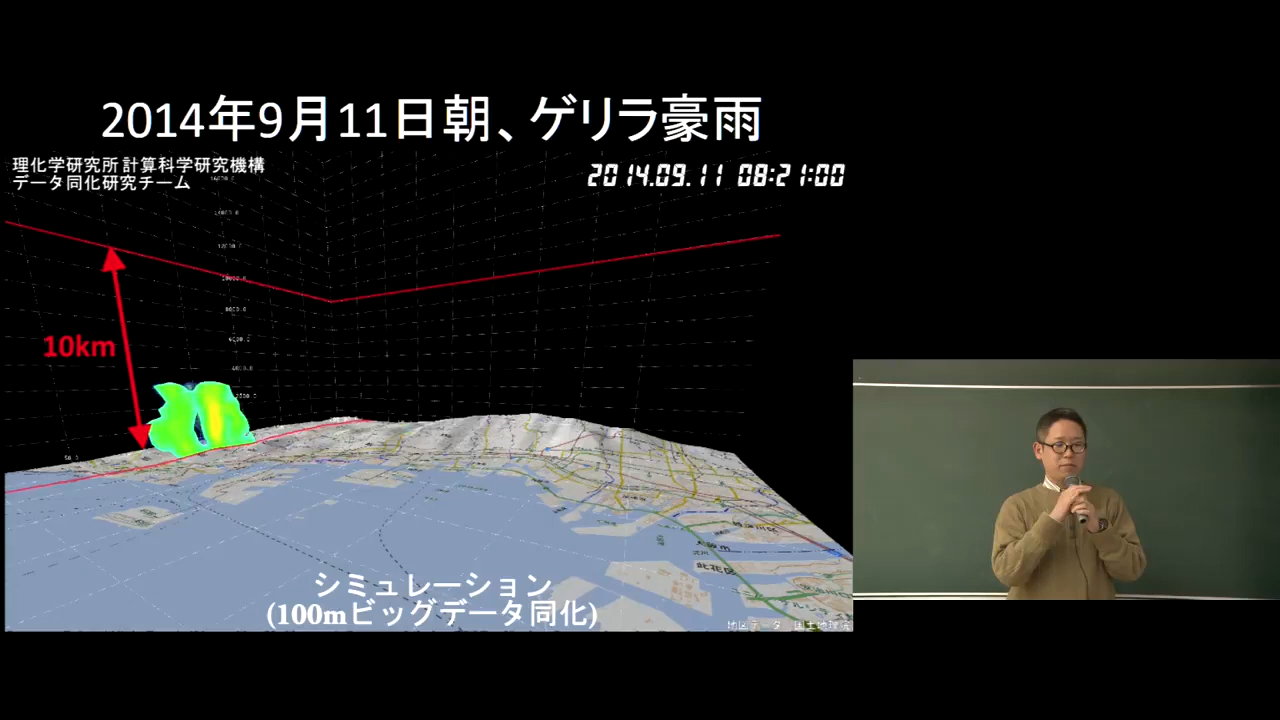 2014年9月11日朝、ゲリラ豪雨
理化学研究所 計算科学研究機構
データ同化研究チーム
2014.09.11 08:21:00
10km
シミュレーション
(100mビッグデータ同化)
此花区
地図データ 国土地理院